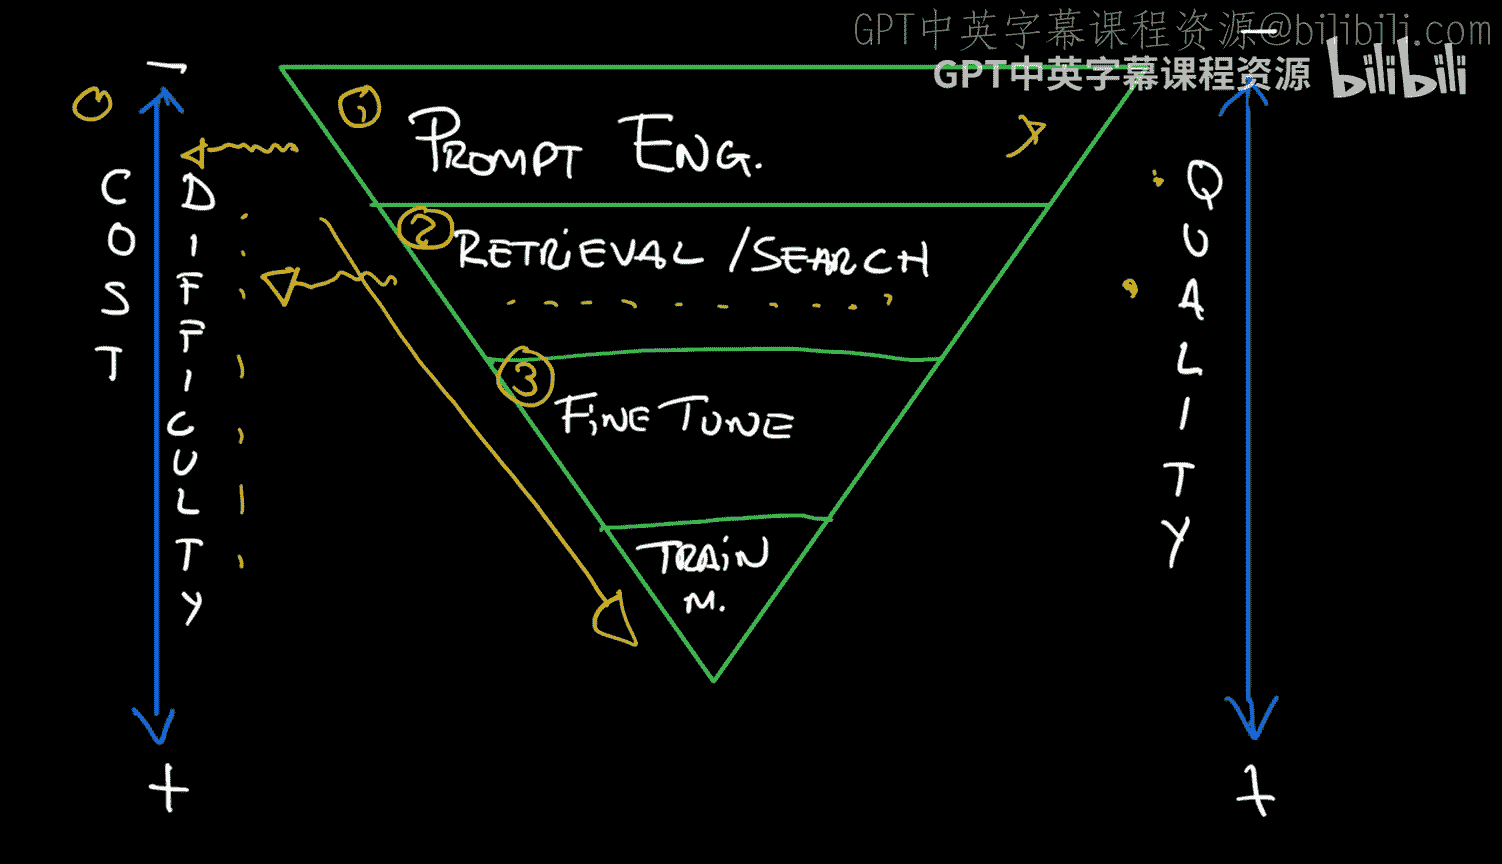 GPT中英字幕课程资源@bilibili.com
GPT中英字幕课程资源 bilibili
-
-
①
PROMPT ENG.
②
RETRIEVAL / SEARCH
③
FINE TUNE
TRAIN
M.
COST
DIFFICULTY
QUALITY
+
+